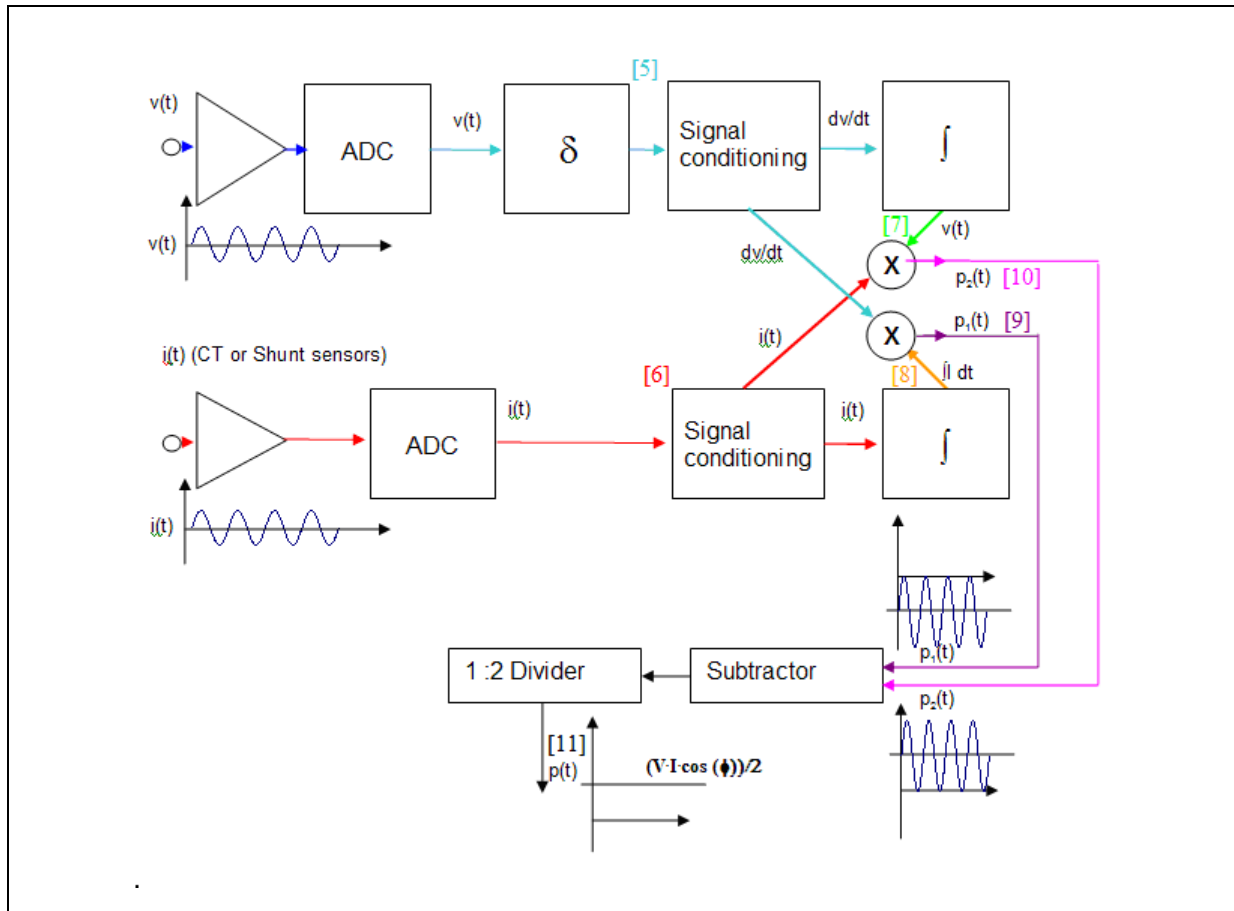 [5]
v(t)
ADC
v(t)
δ
Signal
conditioning
dv/dt
∫
v(t)
[7]
v(t)
dv/dt
X
p₂(t) [10]
i(t)
X
p₁(t) [9]
i(t) (CT or Shunt sensors)
[6]
[8]
∫I dt
ADC
i(t)
Signal
conditioning
i(t)
∫
i(t)
p₁(t)
1 :2 Divider
Subtractor
p₂(t)
[11]
p(t)
(V·I·cos (ϕ))/2
.